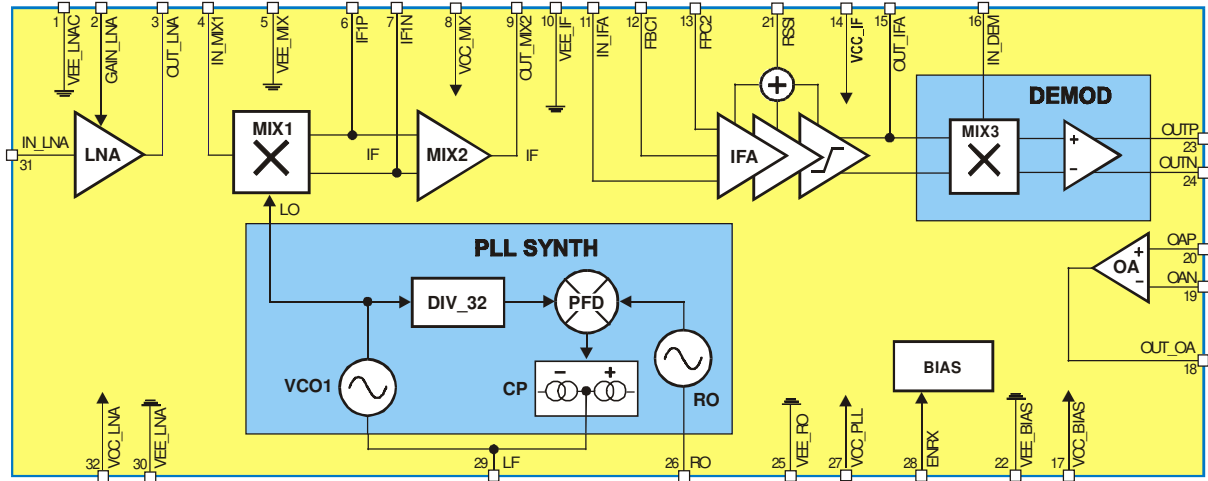 1 VEE_LNAC
2 GAIN_LNA
3 OUT_LNA
4 IN_MIX1
5 VEE_MIX
6 IF1P
7 IF1N
8 VCC_MIX
9 OUT_MIX2
10 VEE_IF
11 IN_IFA
12 FBC1
13 FPC2
21 RSSI
14 VCC_IF
15 OUT_IFA
16 IN_DEM
DEMOD
IN_LNA
31
LNA
MIX1
IF
MIX2
IF
IFA
+
MIX3
+
−
OUTP
23
OUTN
24
LO
PLL SYNTH
DIV_32
PFD
VCO1
CP
− +
RO
OA
+
−
OAP
20
OAN
19
OUT_OA
18
BIAS
32 VCC_LNA
30 VEE_LNA
29 LF
26 RO
25 VEE_RO
27 VCC_PLL
28 ENRX
22 VEE_BIAS
17 VCC_BIAS